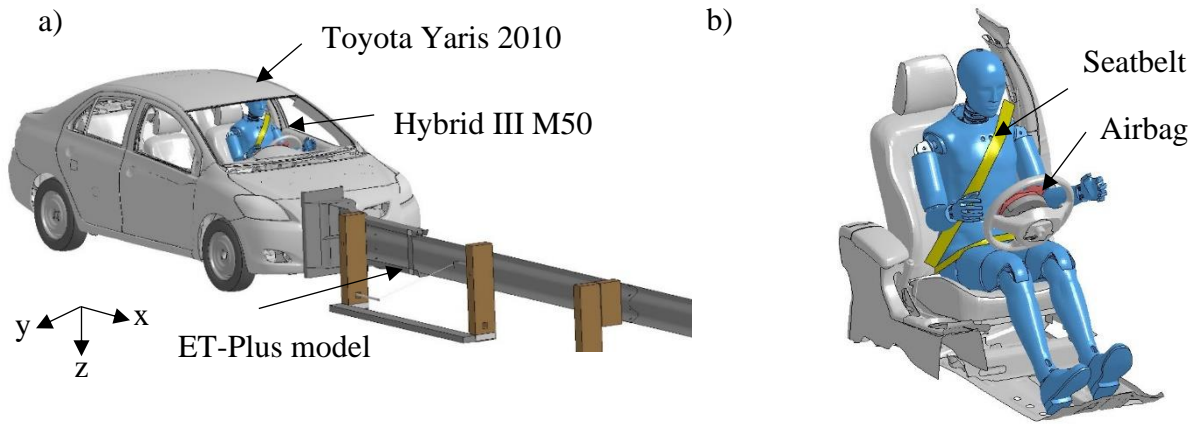 a)
Toyota Yaris 2010
Hybrid III M50
ET-Plus model
y
x
z
b)
Seatbelt
Airbag